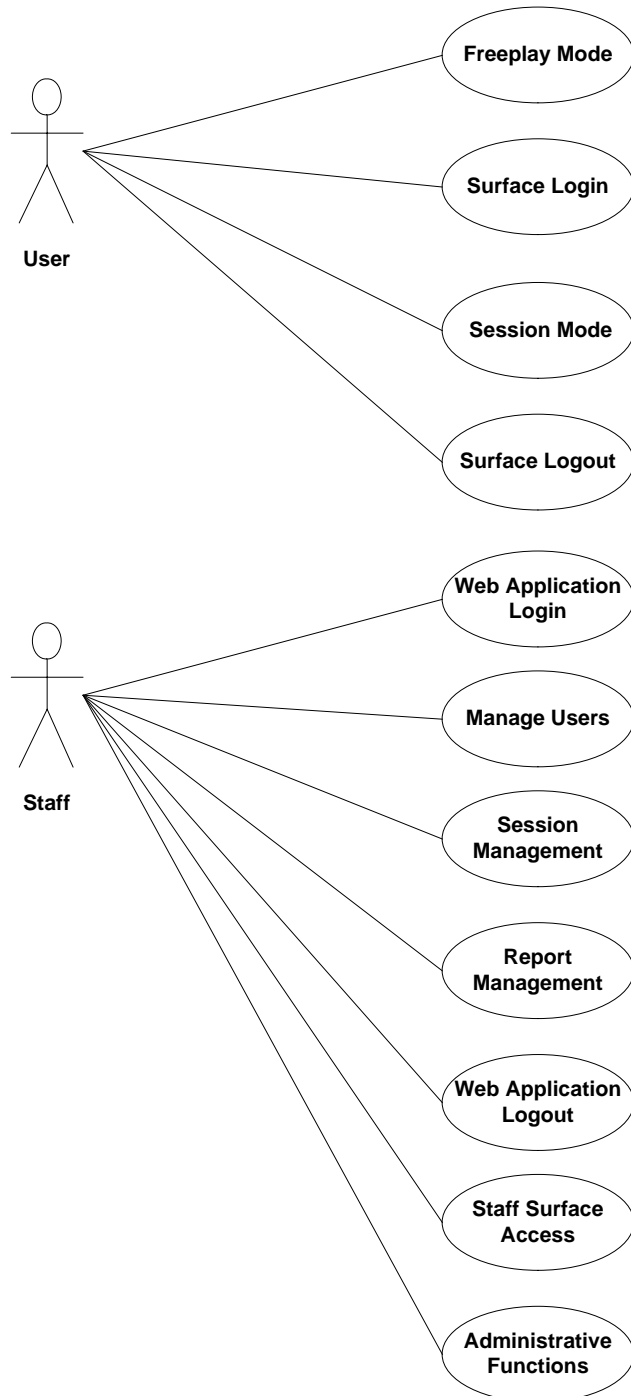 Freeplay Mode
Surface Login
User
Session Mode
Surface Logout
Web Application
Login
Manage Users
Staff
Session
Management
Report
Management
Web Application
Logout
Staff Surface
Access
Administrative
Functions